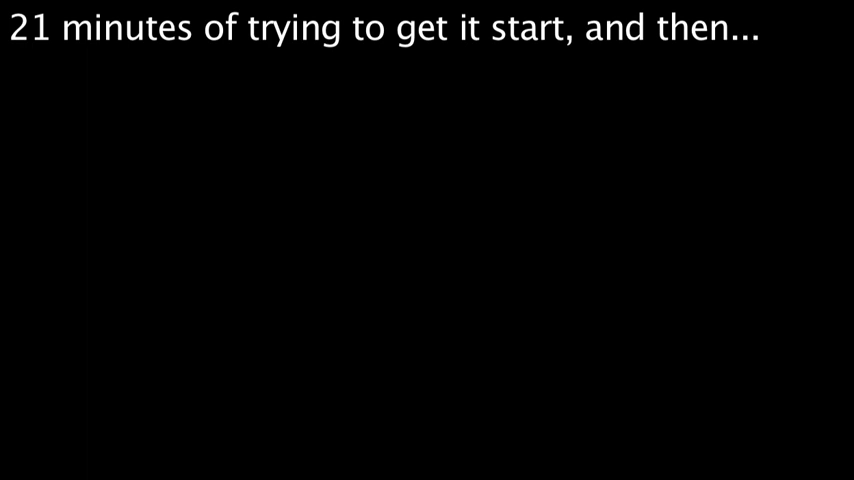 21 minutes of trying to get it start, and then...